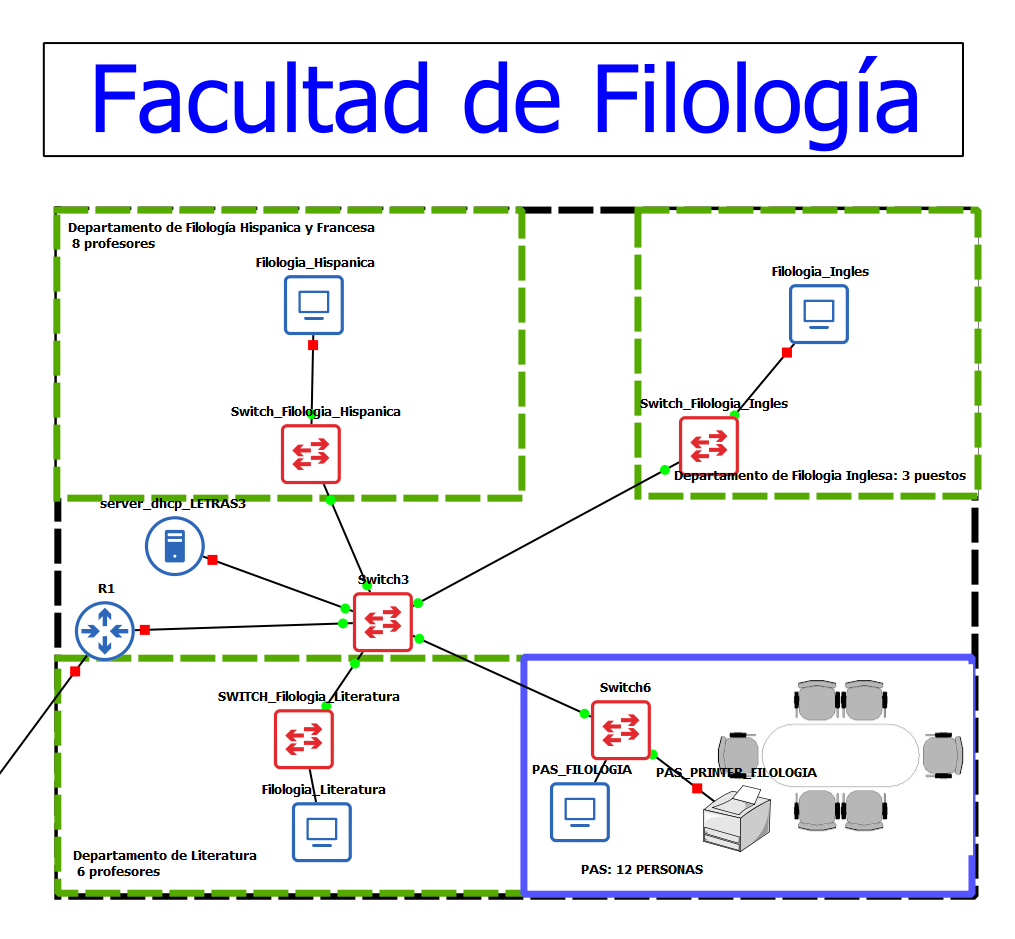 Facultad de Filología
Departamento de Filología Hispanica y Francesa
8 profesores
Filologia_Hispanica
Filologia_Ingles
Switch_Filologia_Hispanica
Switch_Filologia_Ingles
Departamento de Filologia Inglesa: 3 puestos
server_dhcp_LETRAS3
Switch3
R1
SWITCH_Filologia_Literatura
Switch6
Filologia_Literatura
PAS_FILOLOGIA
PAS_PRINTER_FILOLOGIA
Departamento de Literatura
6 profesores
PAS: 12 PERSONAS